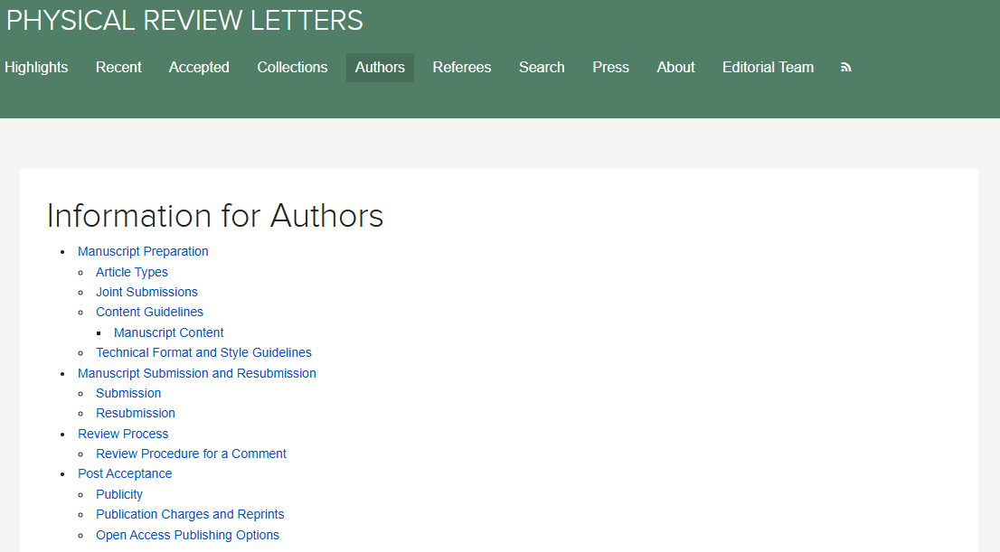 PHYSICAL REVIEW LETTERS
Highlights Recent Accepted Collections Authors Referees Search Press About Editorial Team
Information for Authors
Manuscript Preparation
Article Types
Joint Submissions
Content Guidelines
Manuscript Content
Technical Format and Style Guidelines
Manuscript Submission and Resubmission
Submission
Resubmission
Review Process
Review Procedure for a Comment
Post Acceptance
Publicity
Publication Charges and Reprints
Open Access Publishing Options